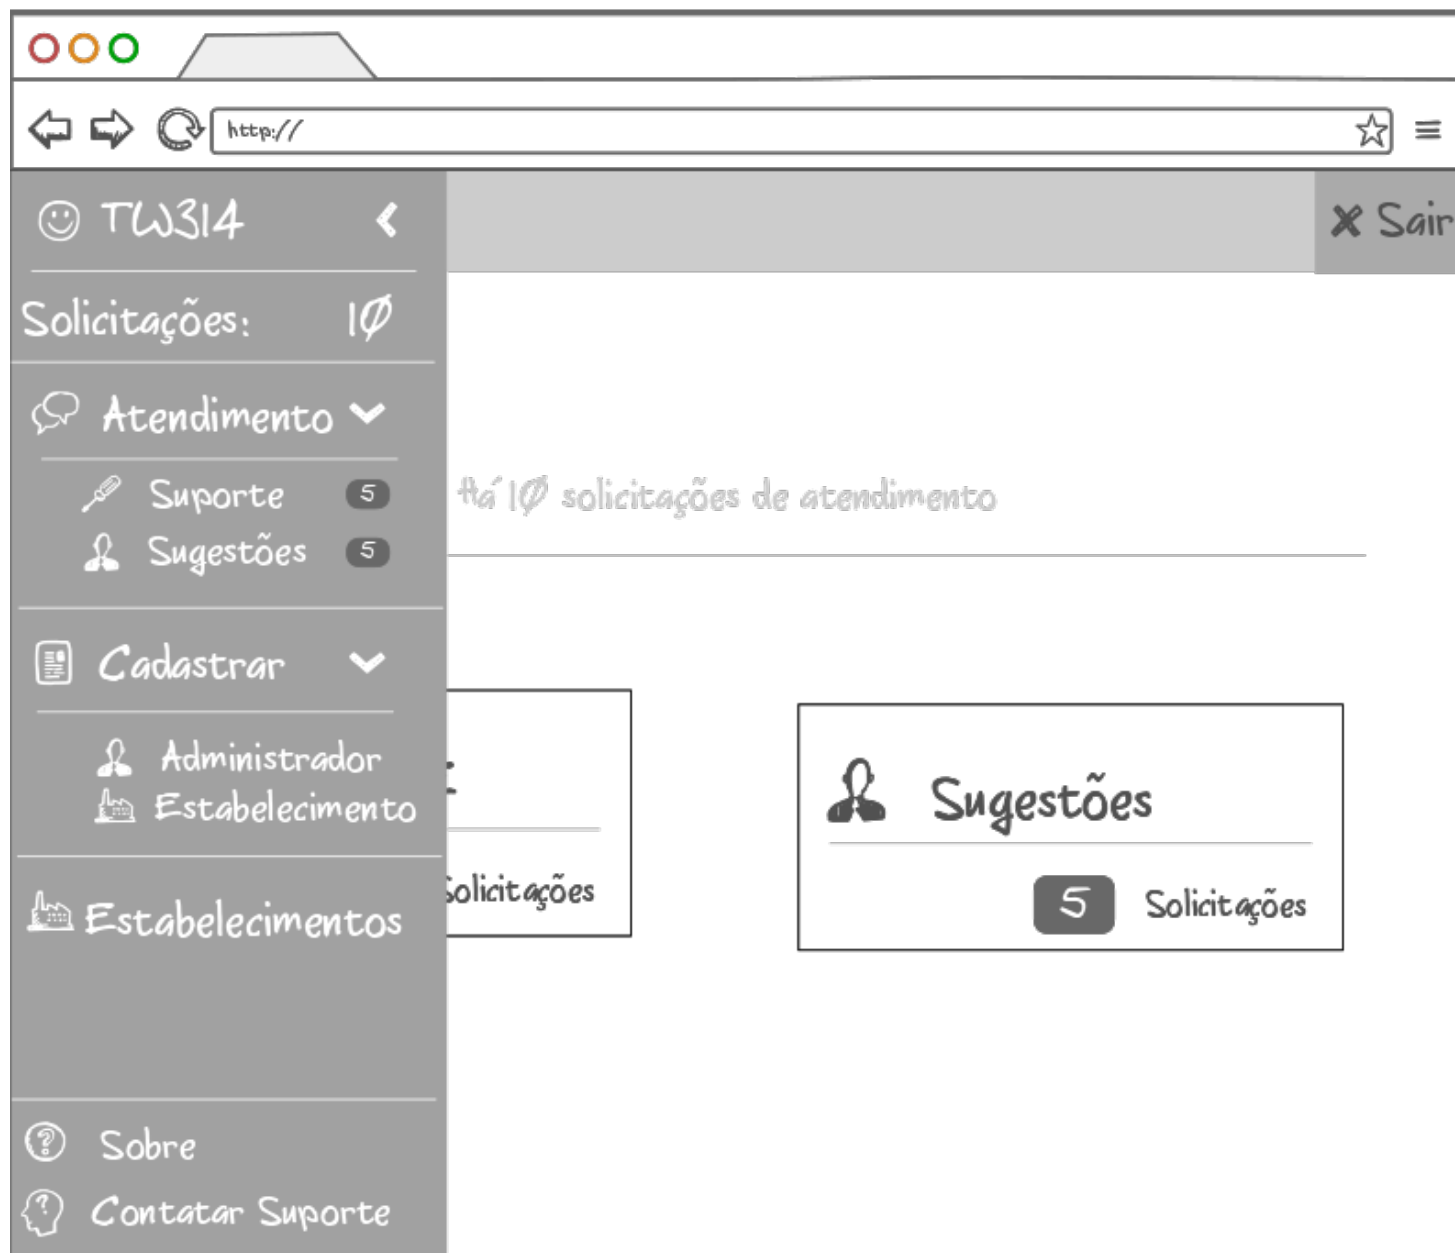 http://
TW314
Sair
Solicitações: 10
Atendimento
Suporte 5
Há 10 solicitações de atendimento
Sugestões 5
Cadastrar
Administrador
Estabelecimento
Sugestões
Solicitações
5 Solicitações
Estabelecimentos
Sobre
Contatar Suporte